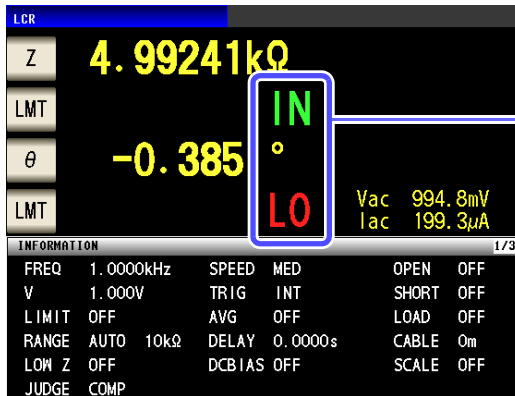 LCR
Z 4.99241kΩ
LMT IN
θ -0.385 °
LMT LO
Vac 994.8mV
Iac 199.3μA
INFORMATION 1/3
FREQ 1.0000kHz SPEED MED OPEN OFF
V 1.000V TRIG INT SHORT OFF
LIMIT OFF AVG OFF LOAD OFF
RANGE AUTO 10kΩ DELAY 0.0000s CABLE 0m
LOW Z OFF DCBIAS OFF SCALE OFF
JUDGE COMP